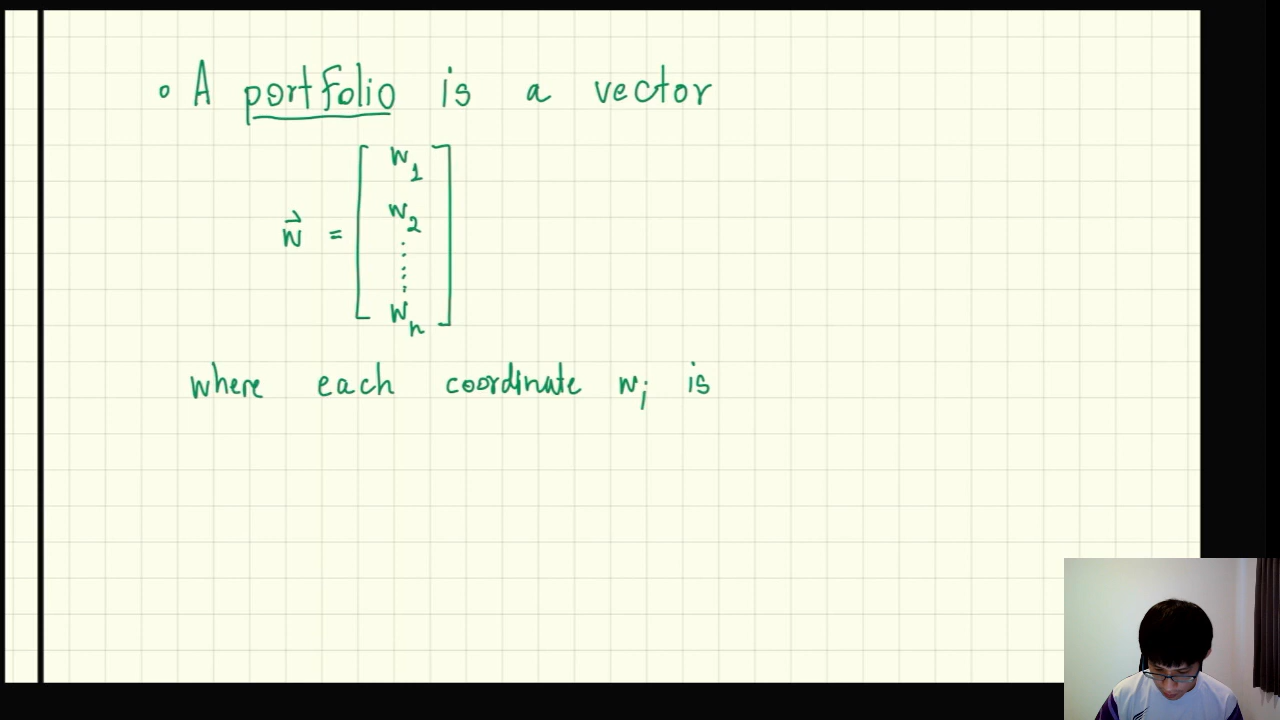 ∘ A portfolio is a vector
w⃗ = [ w₁
w₂
⋮
wₙ ]
where each coordinate wᵢ is